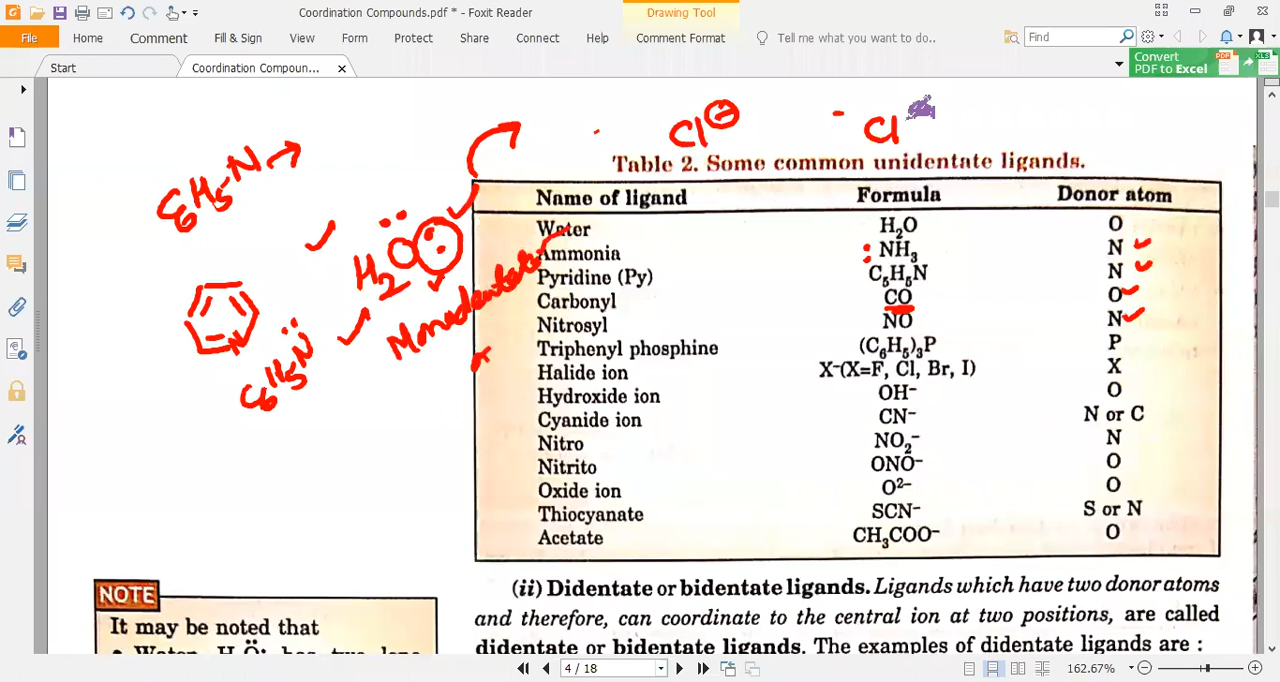 Coordination Compounds.pdf * - Foxit Reader
Drawing Tool
File Home Comment Fill & Sign View Form Protect Share Connect Help Comment Format Tell me what you want to do.. Find
Start Coordination Compoun... Convert
PDF to Excel
Cl⊖ - Cl
C6H5N →
H2O
Monodentate
C6H5N
N
Table 2. Some common unidentate ligands.
Name of ligand Formula Donor atom
Water H₂O O
Ammonia :NH₃ N
Pyridine (Py) C₅H₅N N
Carbonyl CO O
Nitrosyl NO N
Triphenyl phosphine (C₆H₅)₃P P
Halide ion X⁻(X=F, Cl, Br, I) X
Hydroxide ion OH⁻ O
Cyanide ion CN⁻ N or C
Nitro NO₂⁻ N
Nitrito ONO⁻ O
Oxide ion O²⁻ O
Thiocyanate SCN⁻ S or N
Acetate CH₃COO⁻ O
(ii) Didentate or bidentate ligands. Ligands which have two donor atoms
and therefore, can coordinate to the central ion at two positions, are called
didentate or bidentate ligands. The examples of didentate ligands are :
NOTE
It may be noted that
• Water, H₂Ö: has two lone
4 / 18
162.67%